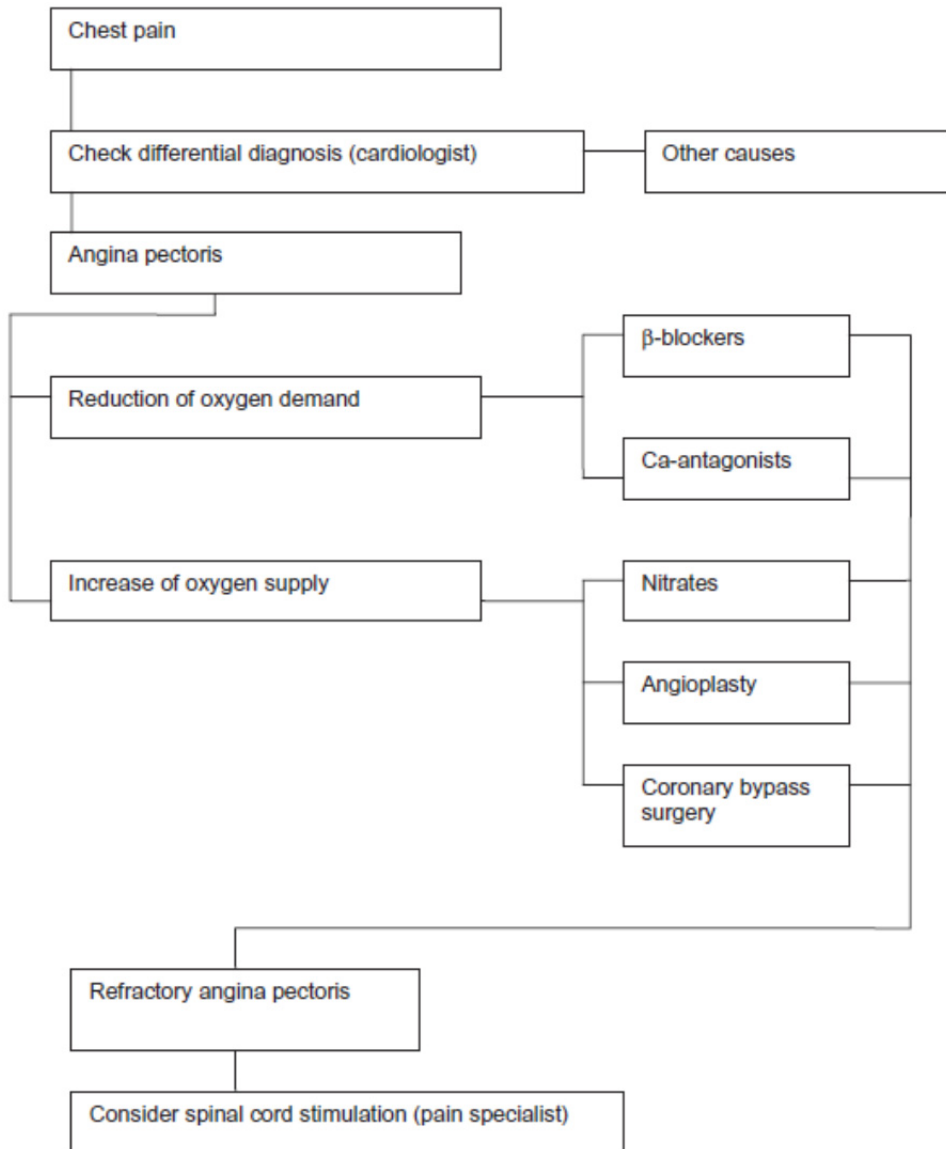 Chest pain
Check differential diagnosis (cardiologist)
Other causes
Angina pectoris
β-blockers
Reduction of oxygen demand
Ca-antagonists
Increase of oxygen supply
Nitrates
Angioplasty
Coronary bypass
surgery
Refractory angina pectoris
Consider spinal cord stimulation (pain specialist)